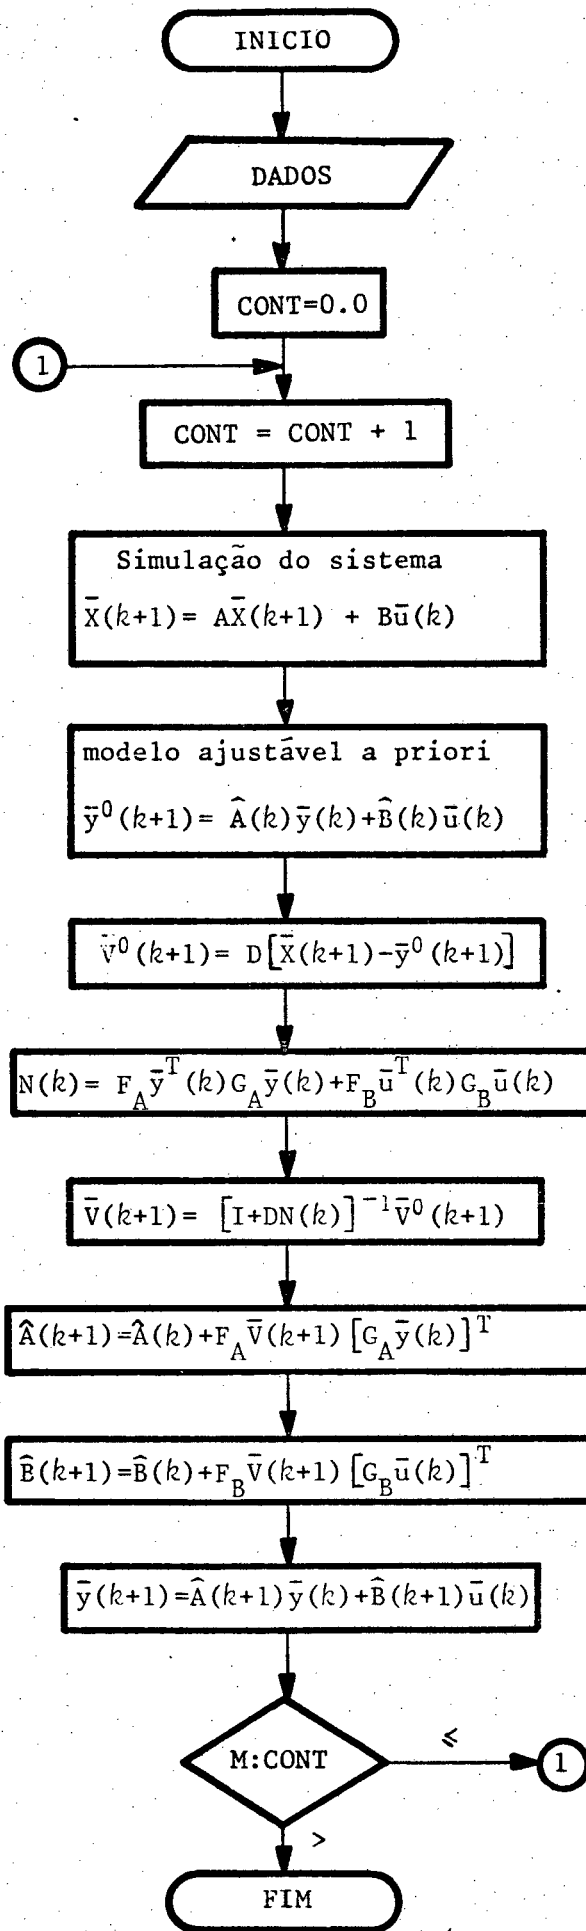 INICIO
DADOS
CONT=0.0
1
CONT = CONT + 1
Simulação do sistema
X̄(k+1)= AX̄(k+1) + Bū(k)
modelo ajustável a priori
ȳ⁰(k+1)= Â(k)ȳ(k)+B̂(k)ū(k)
V̄⁰(k+1)= D[X̄(k+1)-ȳ⁰(k+1)]
N(k)= F_A ȳ^T(k)G_A ȳ(k)+F_B ū^T(k)G_B ū(k)
V̄(k+1)= [I+DN(k)]⁻¹V̄⁰(k+1)
Â(k+1)=Â(k)+F_A V̄(k+1)[G_A ȳ(k)]^T
B̂(k+1)=B̂(k)+F_B V̄(k+1)[G_B ū(k)]^T
ȳ(k+1)=Â(k+1)ȳ(k)+B̂(k+1)ū(k)
M:CONT
≤
1
>
FIM